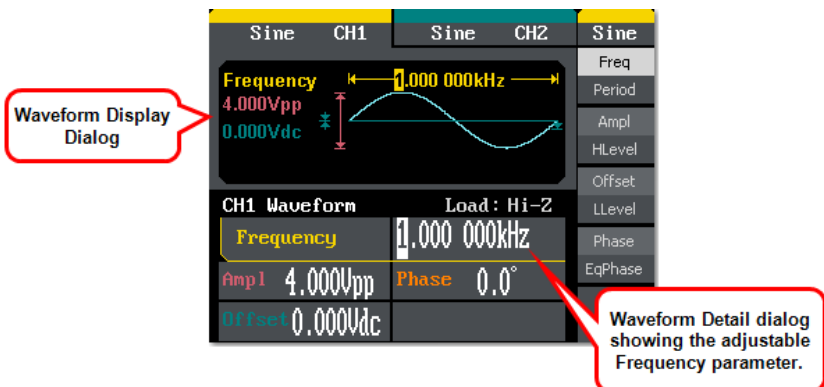 Sine CH1 Sine CH2 Sine
Frequency 1.000 000kHz
4.000Vpp
0.000Vdc
Waveform Display
Dialog
CH1 Waveform Load: Hi-Z
Frequency 1.000 000kHz
Ampl 4.000Vpp Phase 0.0°
Offset 0.000Vdc
Freq
Period
Ampl
HLevel
Offset
LLevel
Phase
EqPhase
Waveform Detail dialog
showing the adjustable
Frequency parameter.